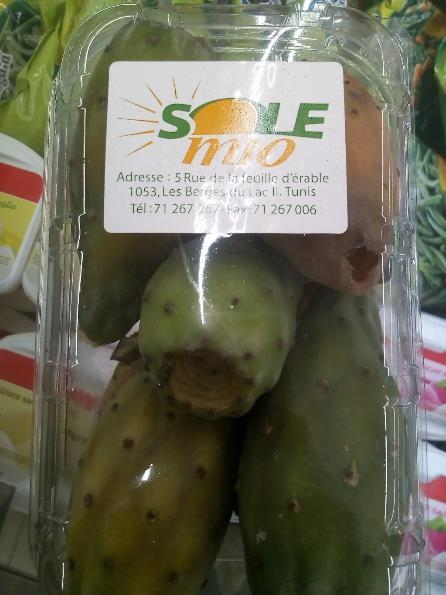 SOLE
mio
Adresse : 5 Rue de la feuille d'érable
1053, Les Berges du Lac II. Tunis
Tél : 71 267 267 - Fax : 71 267 006